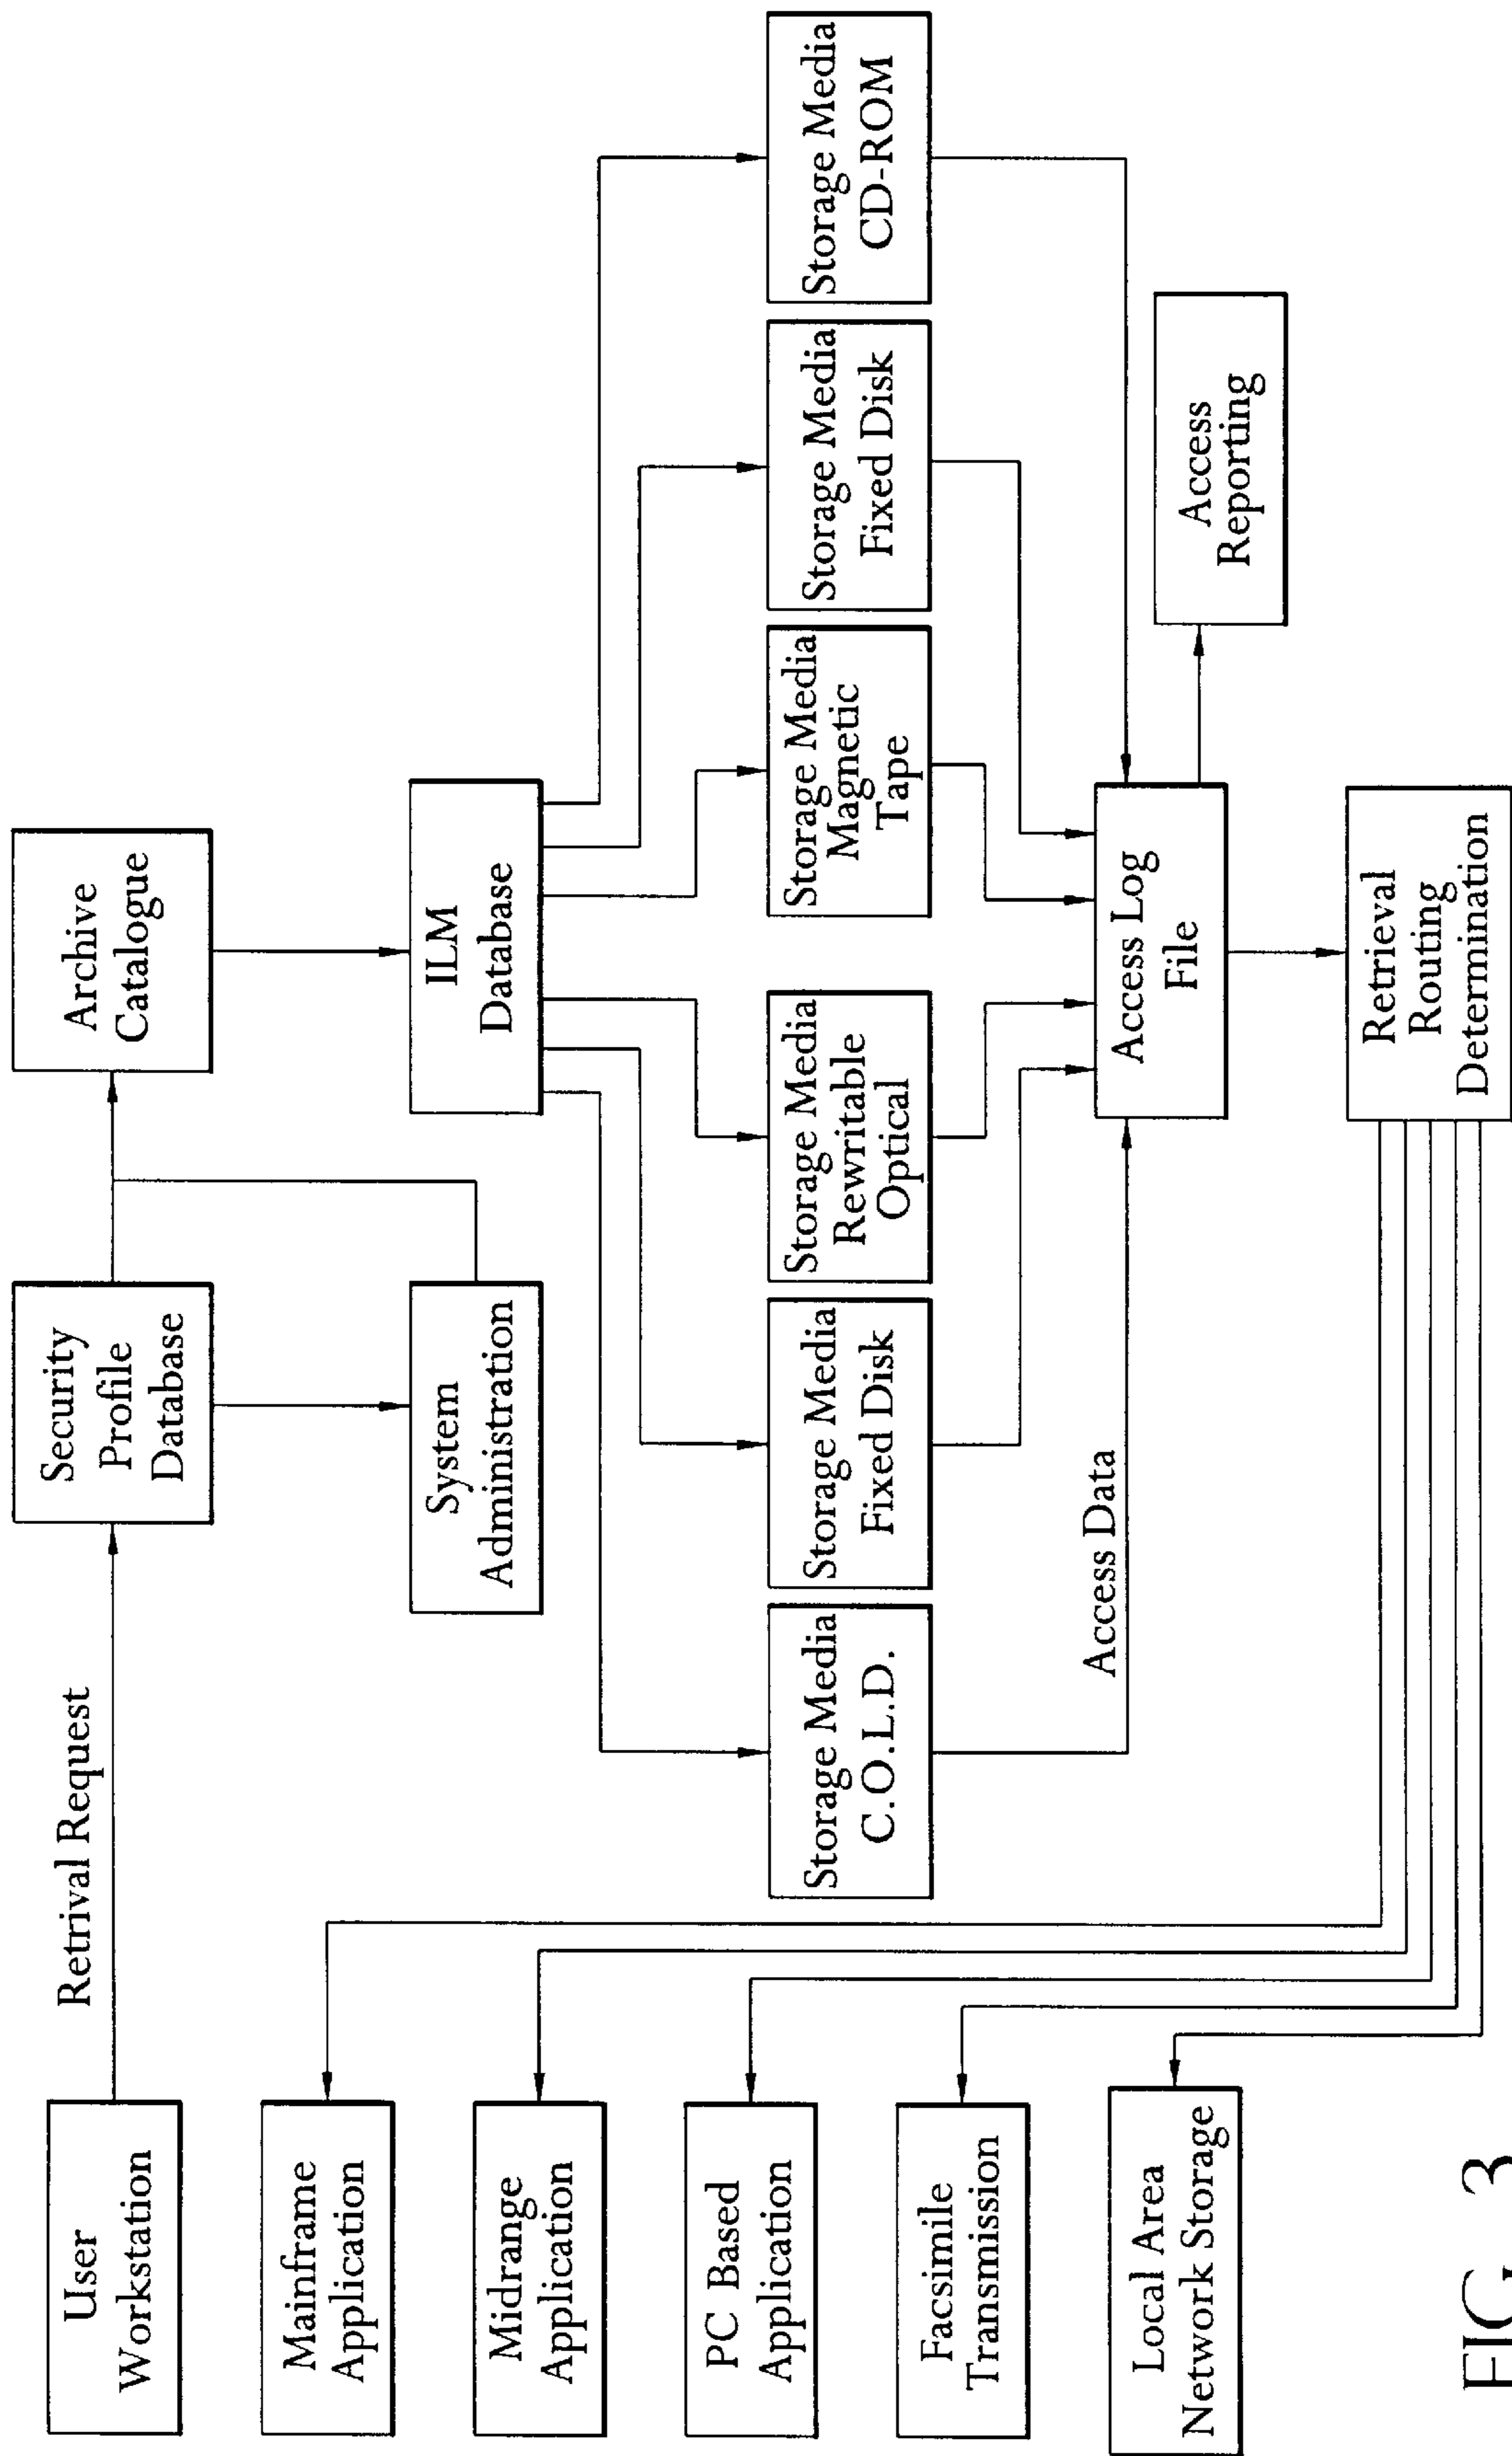 User
Workstation
Retrival Request
Security
Profile
Database
Archive
Catalogue
Mainframe
Application
System
Administration
ILM
Database
Midrange
Application
PC Based
Application
Storage Media
C.O.L.D.
Storage Media
Fixed Disk
Storage Media
Rewritable
Optical
Storage Media
Magnetic
Tape
Storage Media
Fixed Disk
Storage Media
CD-ROM
Facsimile
Transmission
Access Data
Access Log
File
Access
Reporting
Local Area
Network Storage
Retrieval
Routing
Determination
FIG. 3